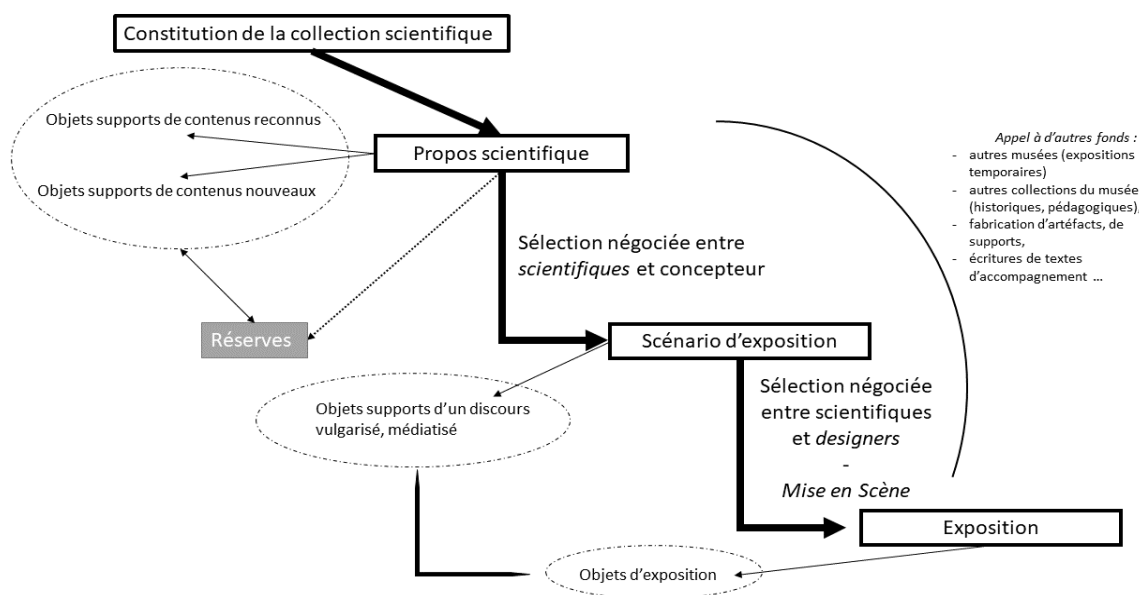 Constitution de la collection scientifique
Objets supports de contenus reconnus
Objets supports de contenus nouveaux
Propos scientifique
Appel à d'autres fonds :
- autres musées (expositions
temporaires)
- autres collections du musée
(historiques, pédagogiques),
- fabrication d'artéfacts, de
supports,
- écritures de textes
d'accompagnement ...
Sélection négociée entre
scientifiques et concepteur
Réserves
Scénario d'exposition
Objets supports d'un discours
vulgarisé, médiatisé
Sélection négociée
entre scientifiques
et designers
-
Mise en Scène
Exposition
Objets d'exposition